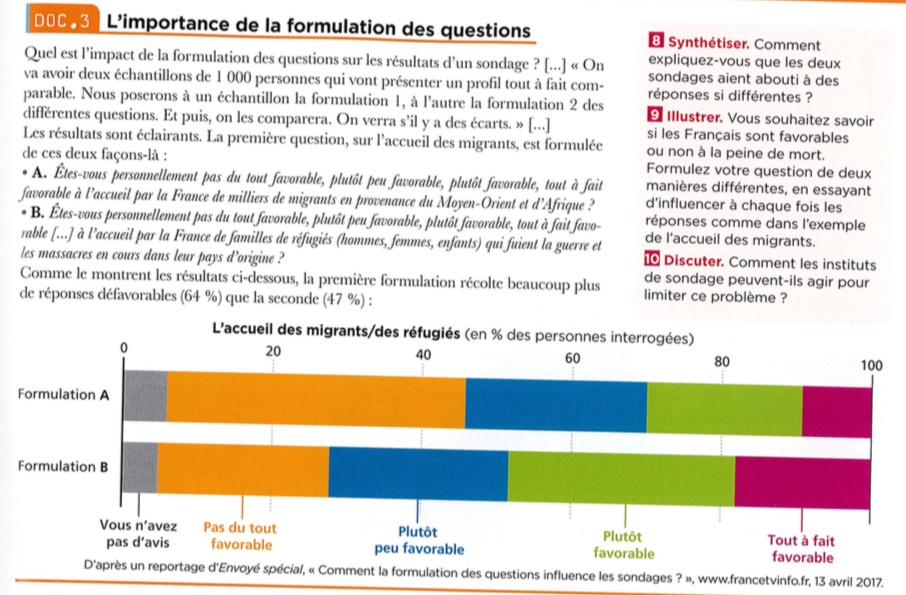 DOC.3 L'importance de la formulation des questions
Quel est l'impact de la formulation des questions sur les résultats d'un sondage ? [...] « On
va avoir deux échantillons de 1 000 personnes qui vont présenter un profil tout à fait com-
parable. Nous poserons à un échantillon la formulation 1, à l'autre la formulation 2 des
différentes questions. Et puis, on les comparera. On verra s'il y a des écarts. » [...]
Les résultats sont éclairants. La première question, sur l'accueil des migrants, est formulée
de ces deux façons-là :
• A. Êtes-vous personnellement pas du tout favorable, plutôt peu favorable, plutôt favorable, tout à fait
favorable à l'accueil par la France de milliers de migrants en provenance du Moyen-Orient et d'Afrique ?
• B. Êtes-vous personnellement pas du tout favorable, plutôt peu favorable, plutôt favorable, tout à fait favo-
rable [...] à l'accueil par la France de familles de réfugiés (hommes, femmes, enfants) qui fuient la guerre et
les massacres en cours dans leur pays d'origine ?
Comme le montrent les résultats ci-dessous, la première formulation récolte beaucoup plus
de réponses défavorables (64 %) que la seconde (47 %) :
8 Synthétiser. Comment
expliquez-vous que les deux
sondages aient abouti à des
réponses si différentes ?
9 Illustrer. Vous souhaitez savoir
si les Français sont favorables
ou non à la peine de mort.
Formulez votre question de deux
manières différentes, en essayant
d'influencer à chaque fois les
réponses comme dans l'exemple
de l'accueil des migrants.
10 Discuter. Comment les instituts
de sondage peuvent-ils agir pour
limiter ce problème ?
L'accueil des migrants/des réfugiés (en % des personnes interrogées)
0 20 40 60 80 100
Formulation A
Formulation B
Vous n'avez
pas d'avis
Pas du tout
favorable
Plutôt
peu favorable
Plutôt
favorable
Tout à fait
favorable
D'après un reportage d'Envoyé spécial, « Comment la formulation des questions influence les sondages ? », www.francetvinfo.fr, 13 avril 2017.